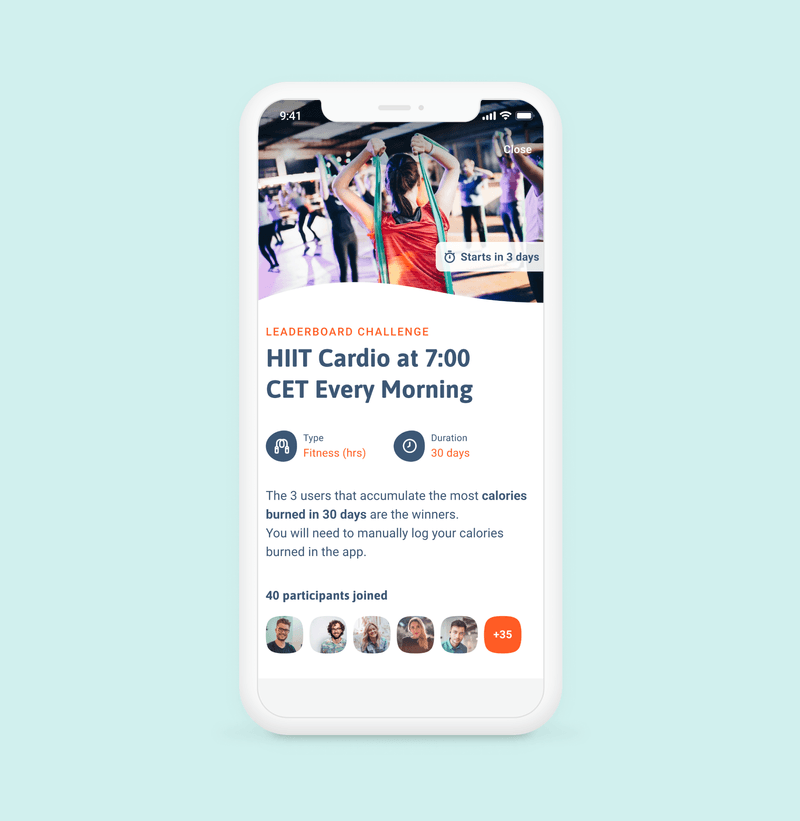 9:41
Close
Starts in 3 days
LEADERBOARD CHALLENGE
HIIT Cardio at 7:00
CET Every Morning
Type
Fitness (hrs)
Duration
30 days
The 3 users that accumulate the most calories
burned in 30 days are the winners.
You will need to manually log your calories
burned in the app.
40 participants joined
+35